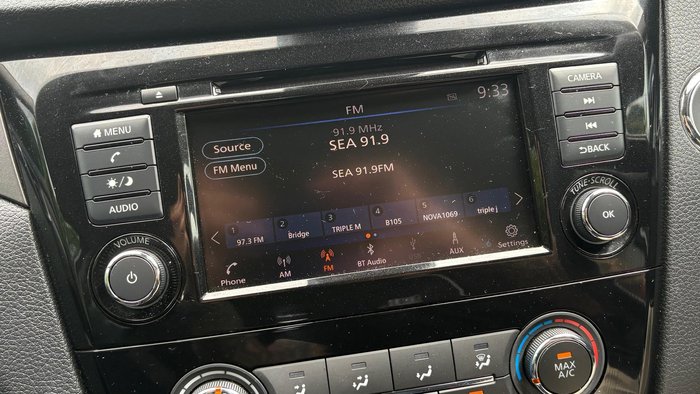 MENU
AUDIO
VOLUME
FM
9:33
91.9 MHz
SEA 91.9
Source
FM Menu
SEA 91.9FM
1 2 3 4 5 6
97.3 FM Bridge TRIPLE M B105 NOVA1069 triple j
Phone AM FM BT Audio AUX Settings
CAMERA
BACK
TUNE·SCROLL
OK
MAX
A/C